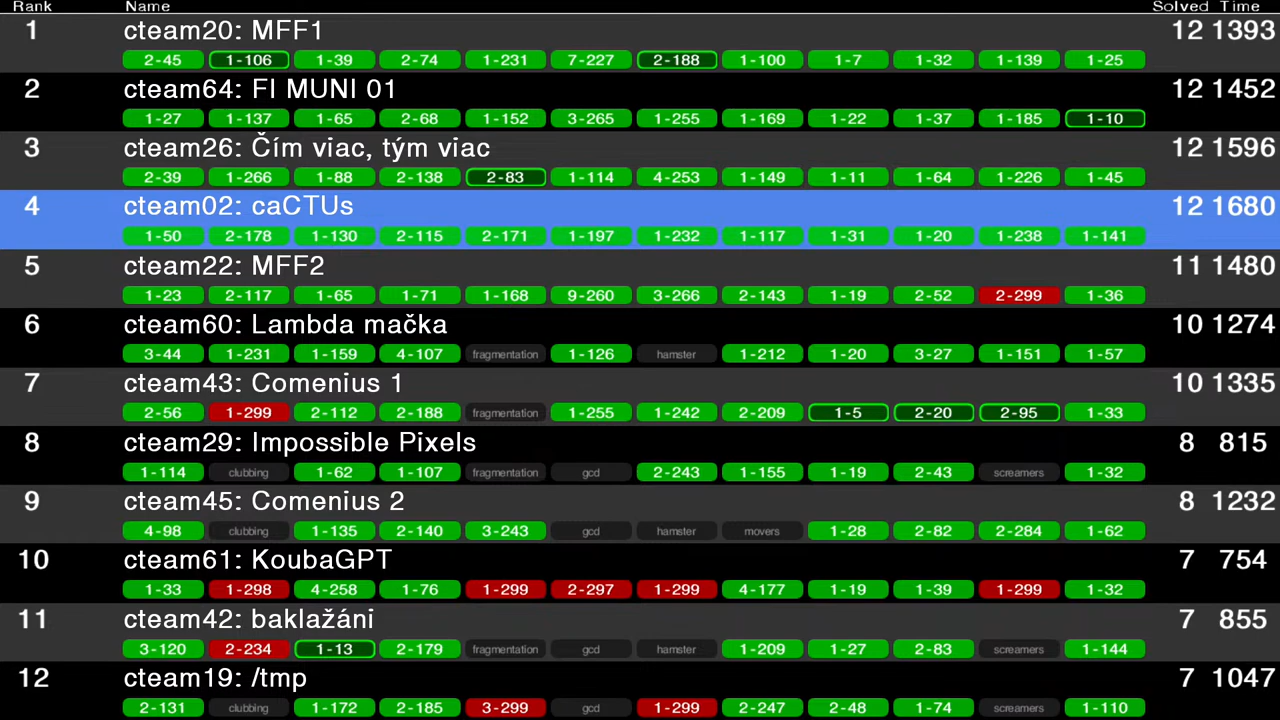 Rank Name Solved Time
1 cteam20: MFF1 12 1393
2-45 1-106 1-39 2-74 1-231 7-227 2-188 1-100 1-7 1-32 1-139 1-25
2 cteam64: FI MUNI 01 12 1452
1-27 1-137 1-65 2-68 1-152 3-265 1-255 1-169 1-22 1-37 1-185 1-10
3 cteam26: Čím viac, tým viac 12 1596
2-39 1-266 1-88 2-138 2-83 1-114 4-253 1-149 1-11 1-64 1-226 1-45
4 cteam02: caCTUs 12 1680
1-50 2-178 1-130 2-115 2-171 1-197 1-232 1-117 1-31 1-20 1-238 1-141
5 cteam22: MFF2 11 1480
1-23 2-117 1-65 1-71 1-168 9-260 3-266 2-143 1-19 2-52 2-299 1-36
6 cteam60: Lambda mačka 10 1274
3-44 1-231 1-159 4-107 fragmentation 1-126 hamster 1-212 1-20 3-27 1-151 1-57
7 cteam43: Comenius 1 10 1335
2-56 1-299 2-112 2-188 fragmentation 1-255 1-242 2-209 1-5 2-20 2-95 1-33
8 cteam29: Impossible Pixels 8 815
1-114 clubbing 1-62 1-107 fragmentation gcd 2-243 1-155 1-19 2-43 screamers 1-32
9 cteam45: Comenius 2 8 1232
4-98 clubbing 1-135 2-140 3-243 gcd hamster movers 1-28 2-82 2-284 1-62
10 cteam61: KoubaGPT 7 754
1-33 1-298 4-258 1-76 1-299 2-297 1-299 4-177 1-19 1-39 1-299 1-32
11 cteam42: baklažáni 7 855
3-120 2-234 1-13 2-179 fragmentation gcd hamster 1-209 1-27 2-83 screamers 1-144
12 cteam19: /tmp 7 1047
2-131 clubbing 1-172 2-185 3-299 gcd 1-299 2-247 2-48 1-74 screamers 1-110